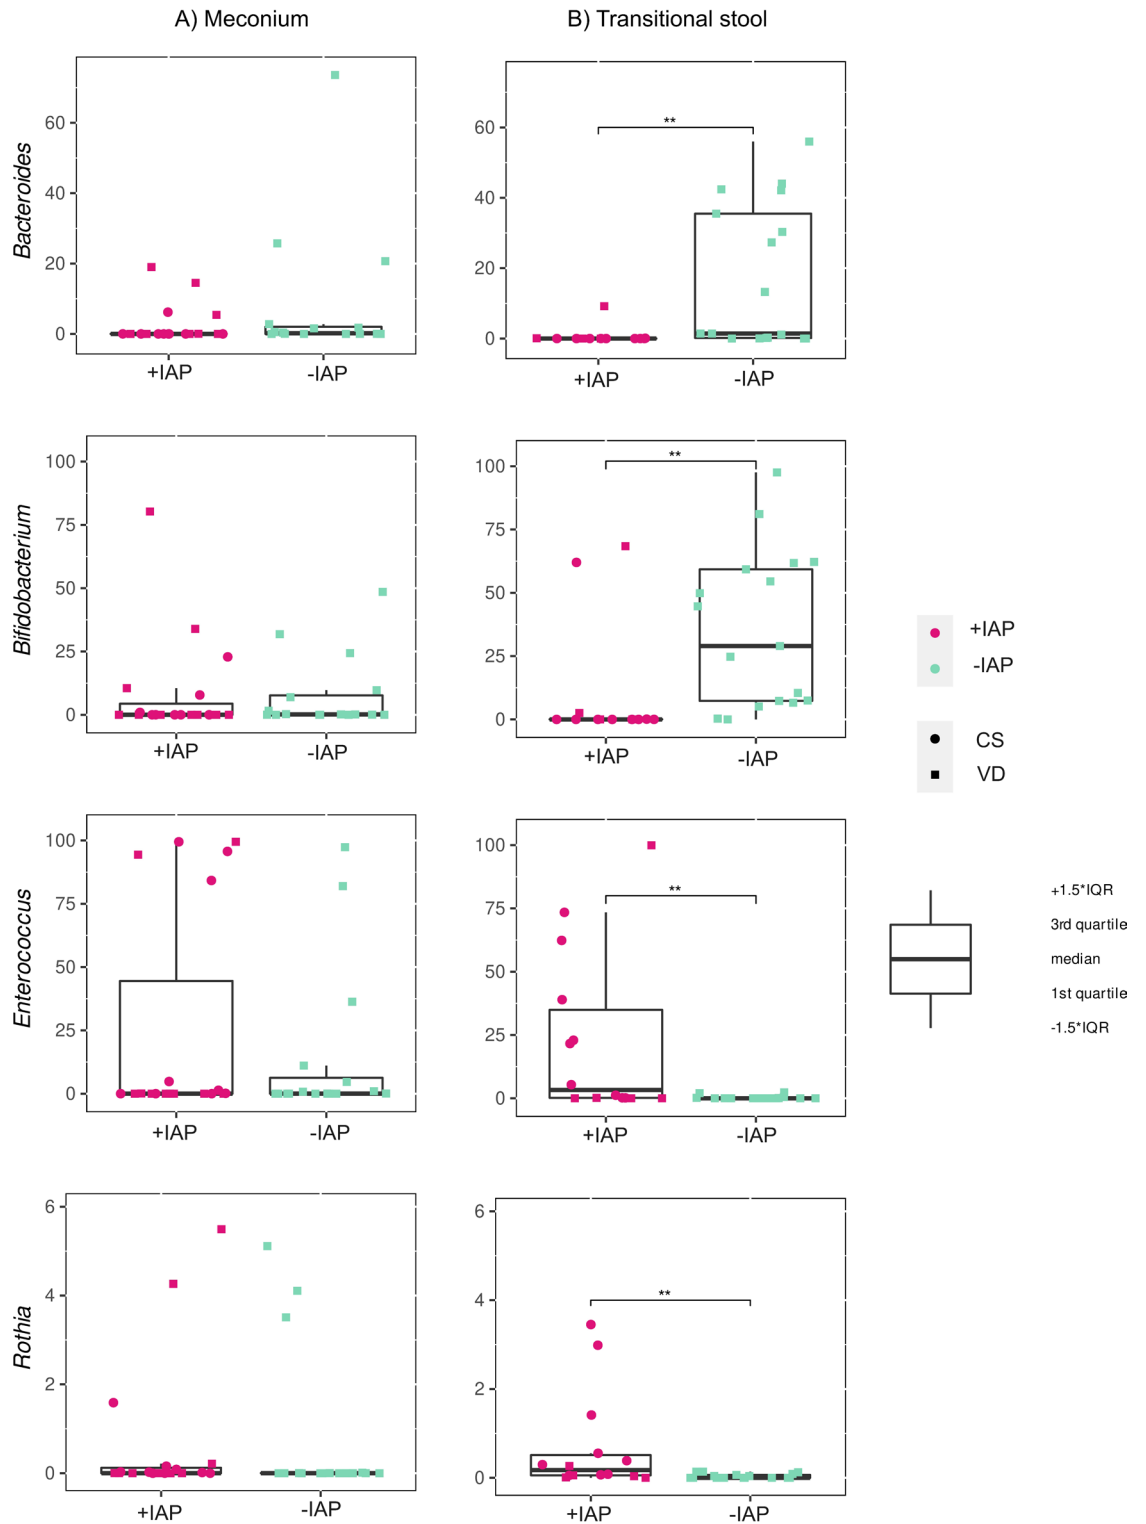 A) Meconium
B) Transitional stool
Bacteroides
60
40
20
0
+IAP
-IAP
60
40
20
0
**
+IAP
-IAP
Bifidobacterium
100
75
50
25
0
+IAP
-IAP
100
75
50
25
0
**
+IAP
-IAP
+IAP
-IAP
CS
VD
Enterococcus
100
75
50
25
0
+IAP
-IAP
100
75
50
25
0
**
+IAP
-IAP
+1.5*IQR
3rd quartile
median
1st quartile
-1.5*IQR
Rothia
6
4
2
0
+IAP
-IAP
6
4
2
0
**
+IAP
-IAP